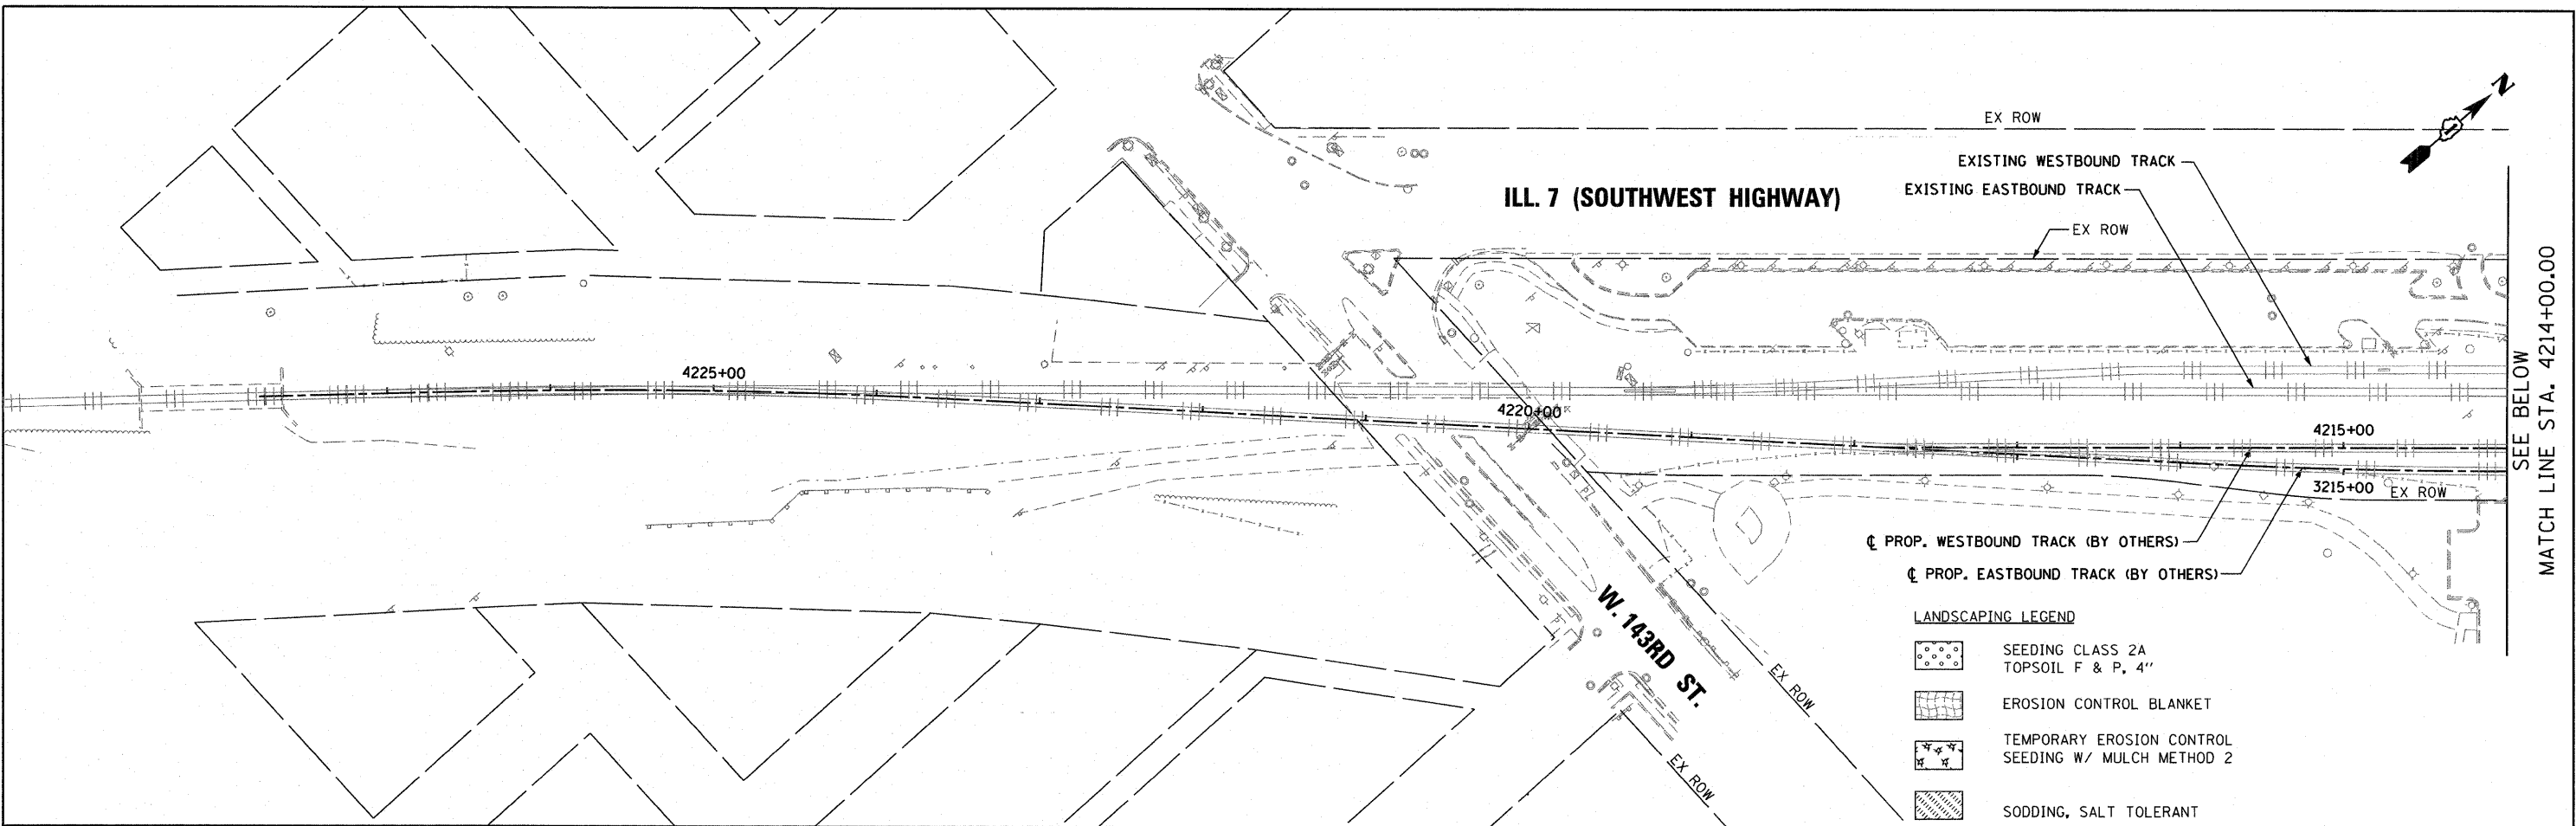 EX ROW
N
EXISTING WESTBOUND TRACK
ILL. 7 (SOUTHWEST HIGHWAY)
EXISTING EASTBOUND TRACK
EX ROW
4225+00
4220+00
4215+00
3215+00
EX ROW
SEE BELOW
MATCH LINE STA. 4214+00.00
℄ PROP. WESTBOUND TRACK (BY OTHERS)
℄ PROP. EASTBOUND TRACK (BY OTHERS)
W. 143RD ST.
EX ROW
EX ROW
LANDSCAPING LEGEND
SEEDING CLASS 2A
TOPSOIL F & P, 4"
EROSION CONTROL BLANKET
TEMPORARY EROSION CONTROL
SEEDING W/ MULCH METHOD 2
SODDING, SALT TOLERANT